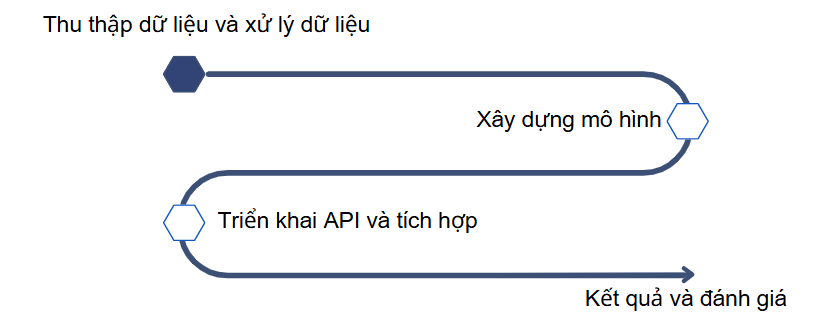 Thu thập dữ liệu và xử lý dữ liệu
Xây dựng mô hình
Triển khai API và tích hợp
Kết quả và đánh giá